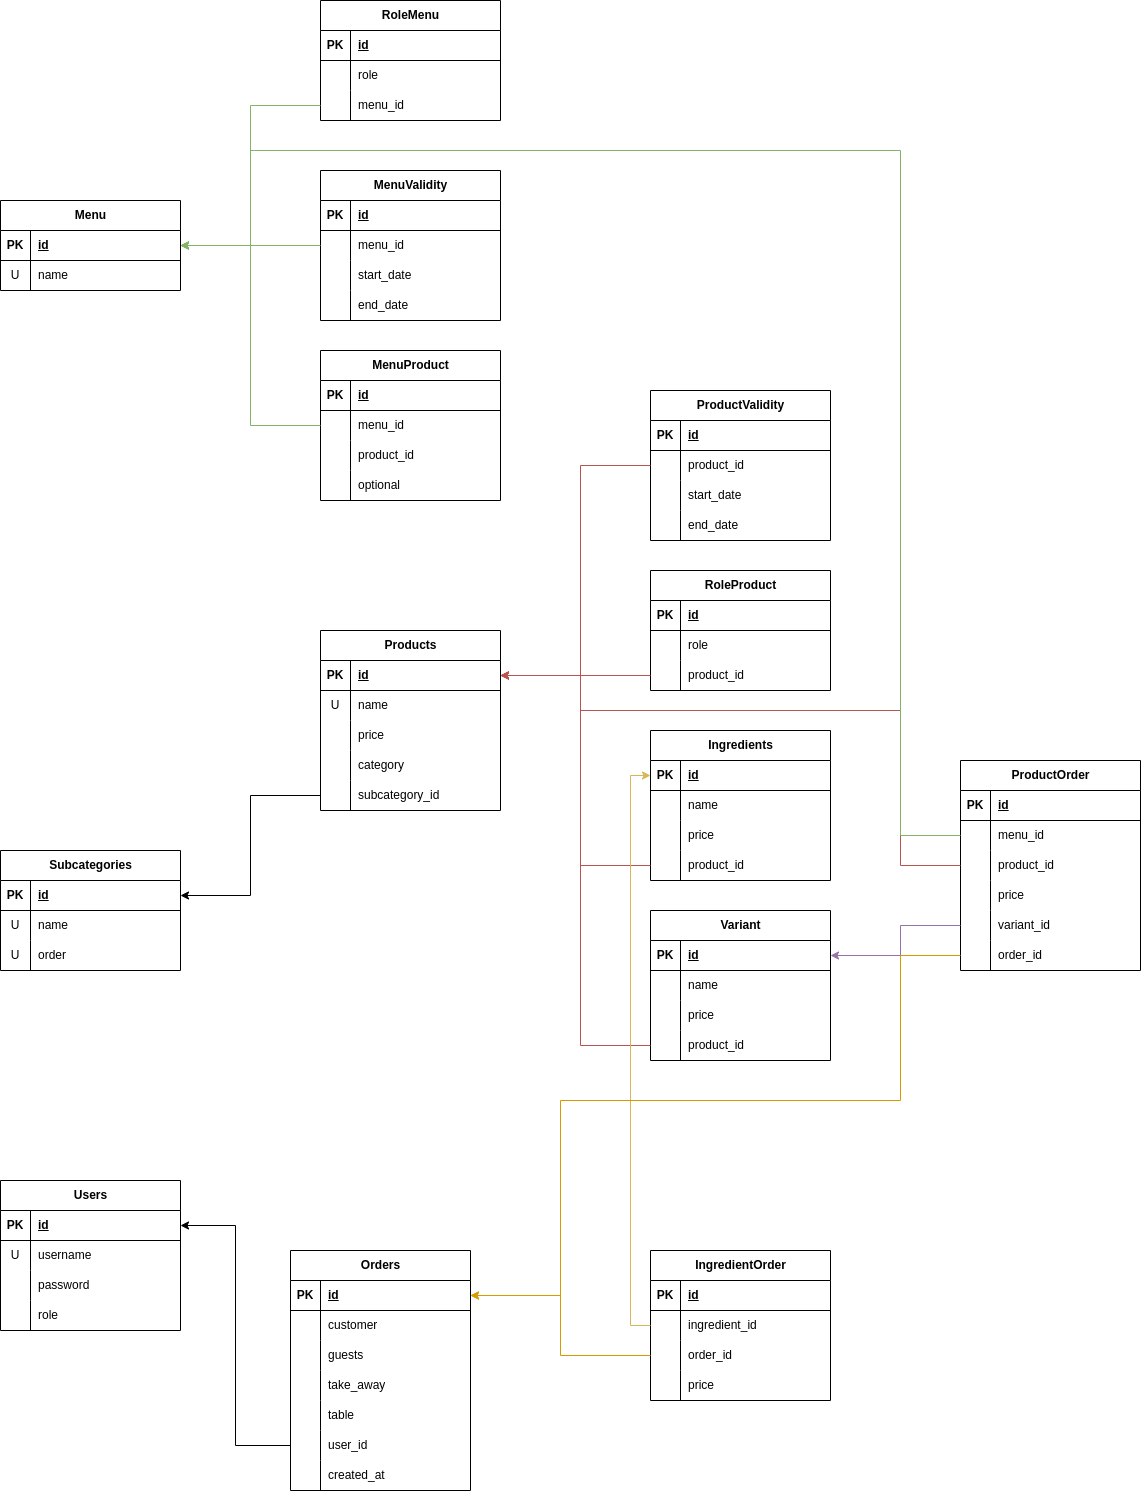 RoleMenu
PK id
role
menu_id
MenuValidity
PK id
menu_id
start_date
end_date
Menu
PK id
U name
MenuProduct
PK id
menu_id
product_id
optional
ProductValidity
PK id
product_id
start_date
end_date
RoleProduct
PK id
role
product_id
Products
PK id
U name
price
category
subcategory_id
Ingredients
PK id
name
price
product_id
ProductOrder
PK id
menu_id
product_id
price
variant_id
order_id
Subcategories
PK id
U name
U order
Variant
PK id
name
price
product_id
Users
PK id
U username
password
role
Orders
PK id
customer
guests
take_away
table
user_id
created_at
IngredientOrder
PK id
ingredient_id
order_id
price